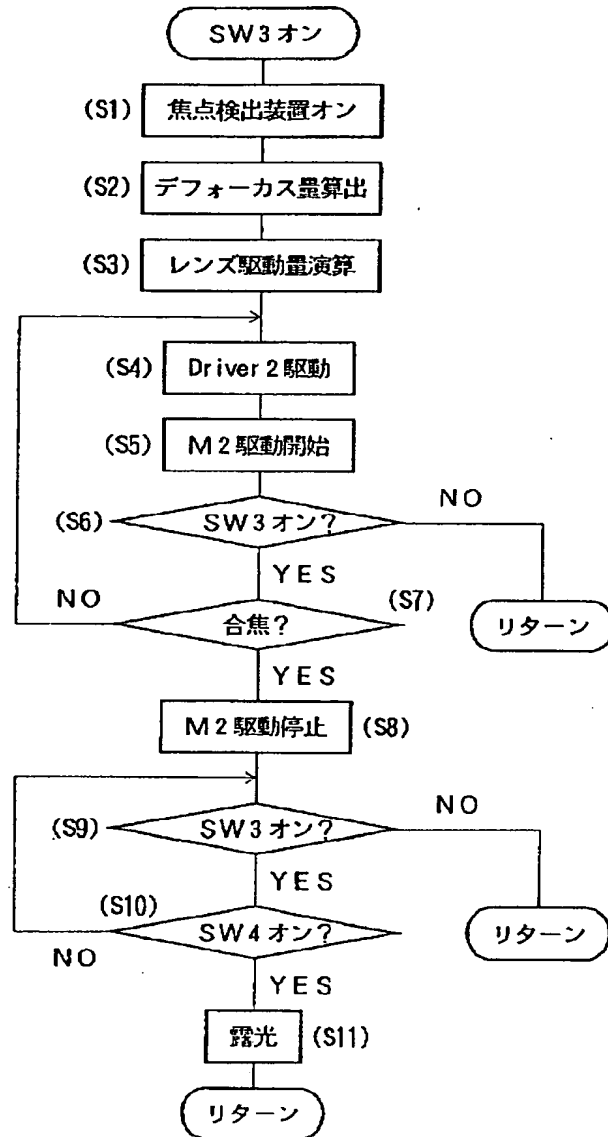 SW3オン
(S1) 焦点検出装置オン
(S2) デフォーカス量算出
(S3) レンズ駆動量演算
(S4) Driver2駆動
(S5) M2駆動開始
(S6) SW3オン? NO
YES
リターン
NO 合焦? (S7)
YES
M2駆動停止 (S8)
(S9) SW3オン? NO
YES
リターン
(S10) SW4オン?
NO
YES
露光 (S11)
リターン